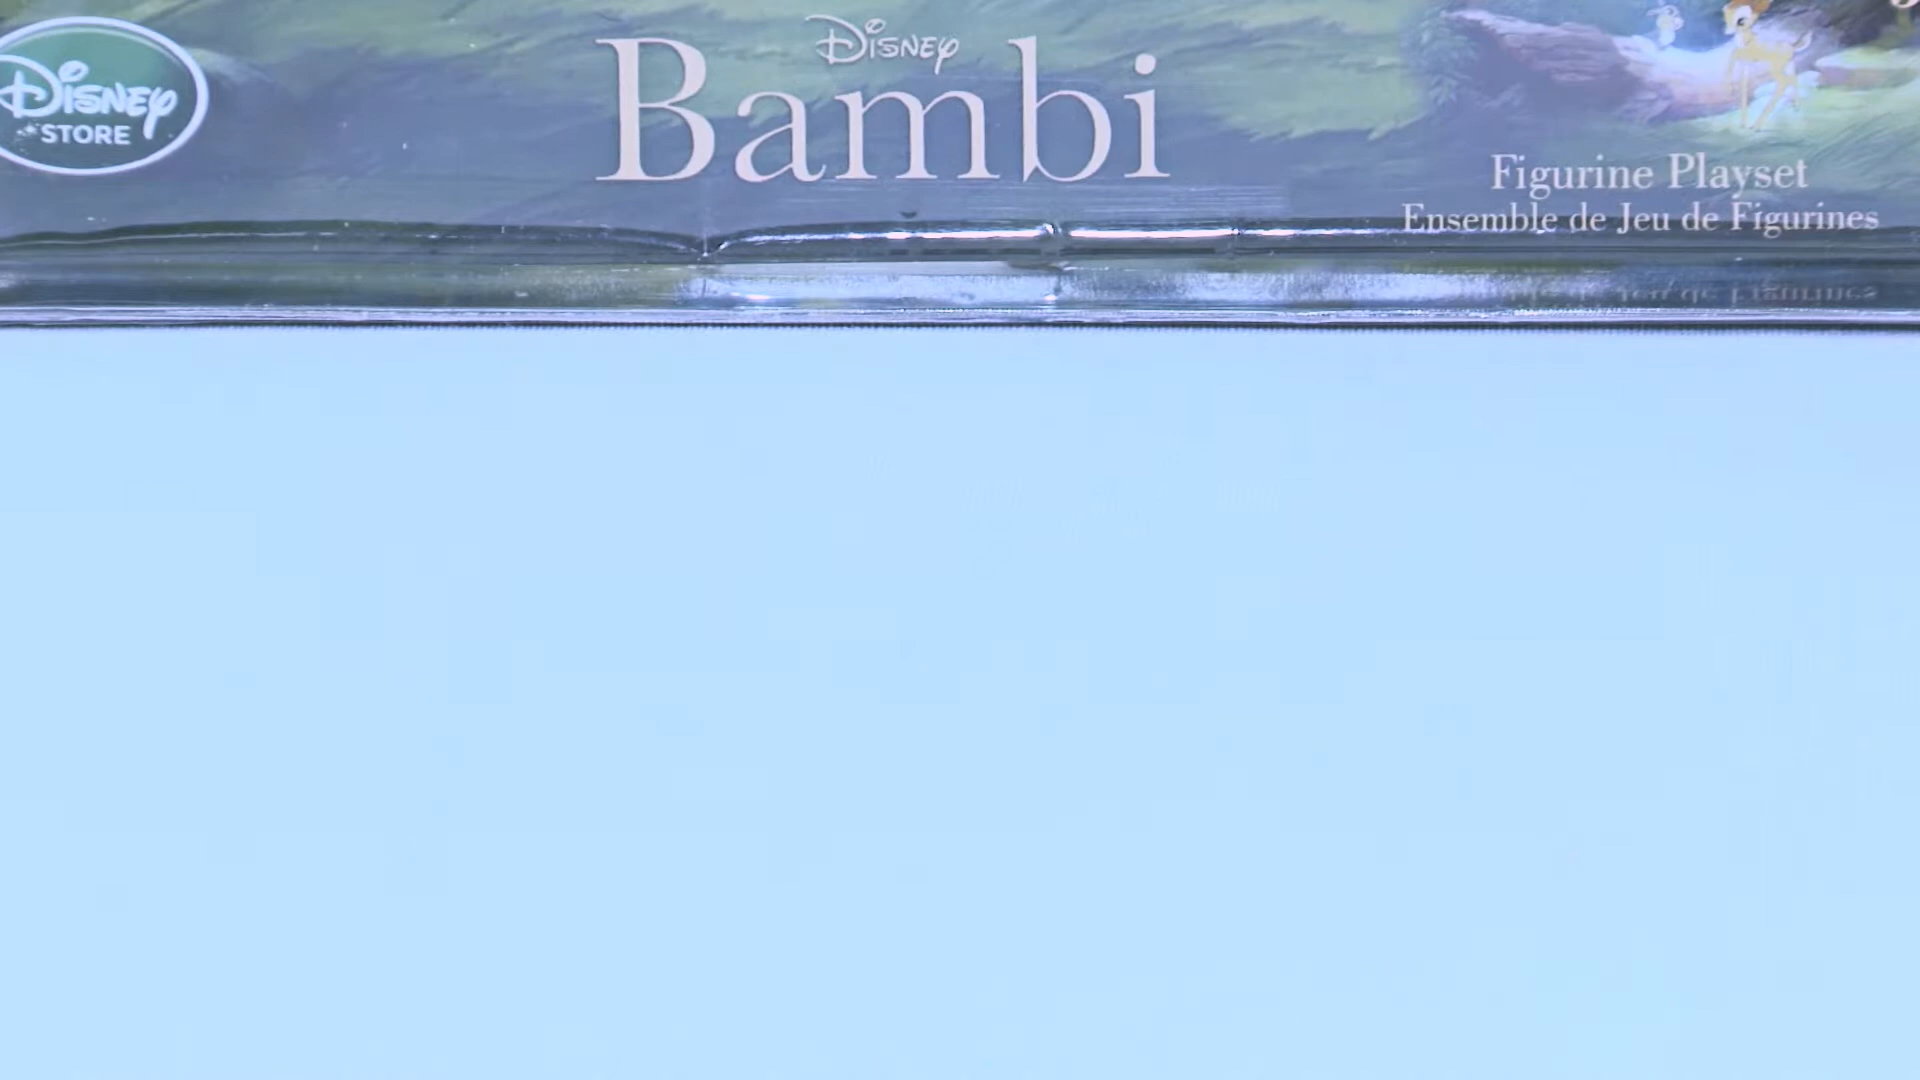 Disney
STORE
Disney
Bambi
Figurine Playset
Ensemble de Jeu de Figurines